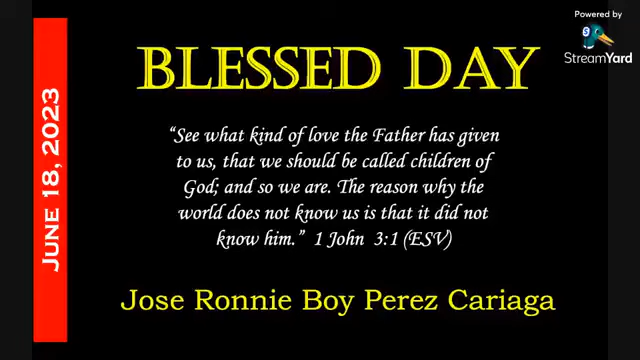 Powered by
StreamYard
JUNE 18, 2023
BLESSED DAY
“See what kind of love the Father has given
to us, that we should be called children of
God; and so we are. The reason why the
world does not know us is that it did not
know him.” 1 John 3:1 (ESV)
Jose Ronnie Boy Perez Cariaga